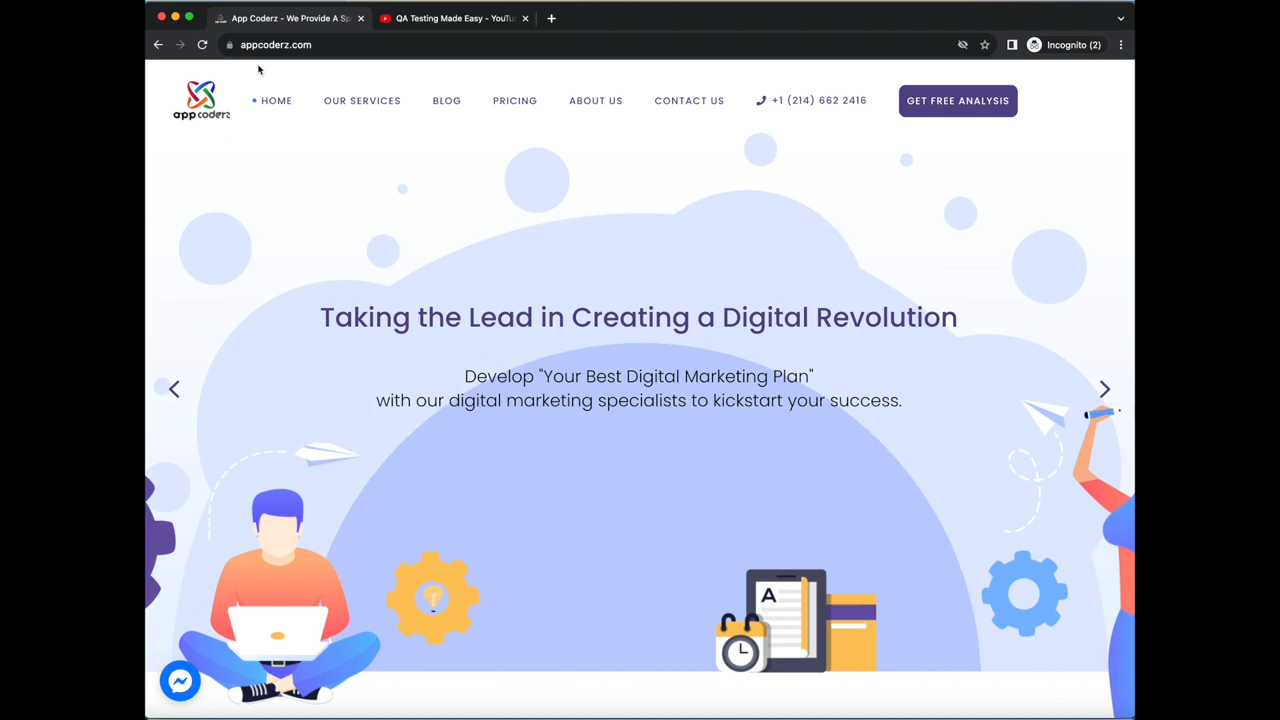 App Coderz - We Provide A Sp
QA Testing Made Easy - YouTu
appcoderz.com
Incognito (2)
app coderz
HOME
OUR SERVICES
BLOG
PRICING
ABOUT US
CONTACT US
+1 (214) 662 2416
GET FREE ANALYSIS
Taking the Lead in Creating a Digital Revolution
Develop "Your Best Digital Marketing Plan"
with our digital marketing specialists to kickstart your success.
A